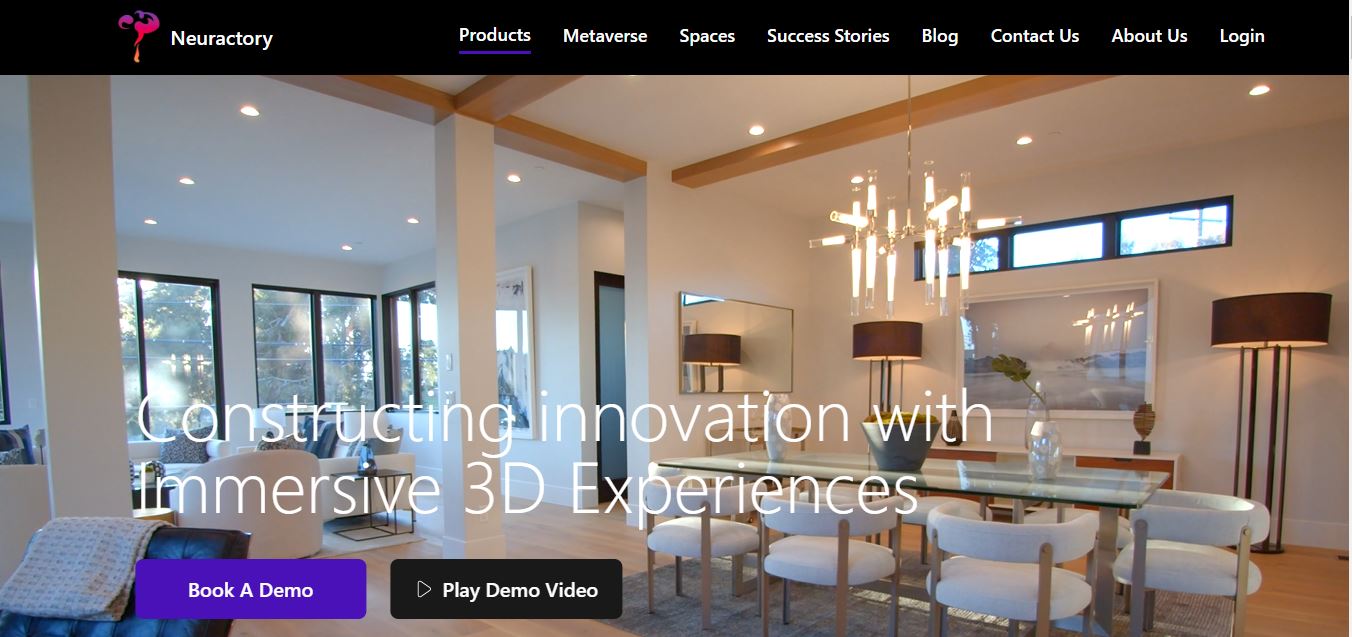 Neuractory
Products Metaverse Spaces Success Stories Blog Contact Us About Us Login
Constructing innovation with
Immersive 3D Experiences
Book A Demo
Play Demo Video